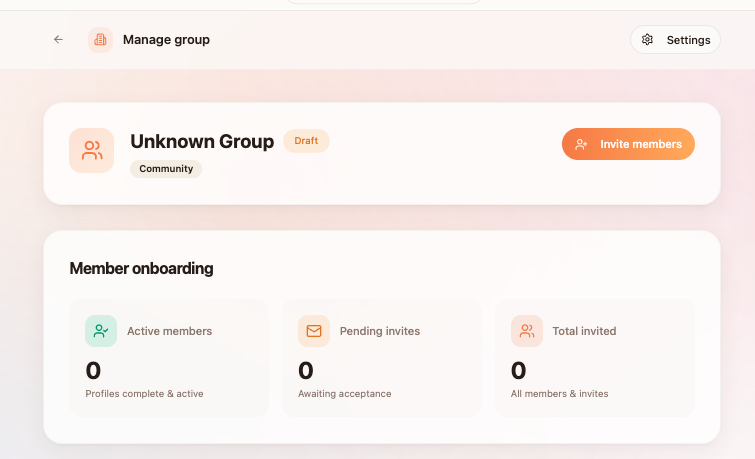 Manage group
Settings
Unknown Group
Draft
Community
Invite members
Member onboarding
Active members
0
Profiles complete & active
Pending invites
0
Awaiting acceptance
Total invited
0
All members & invites